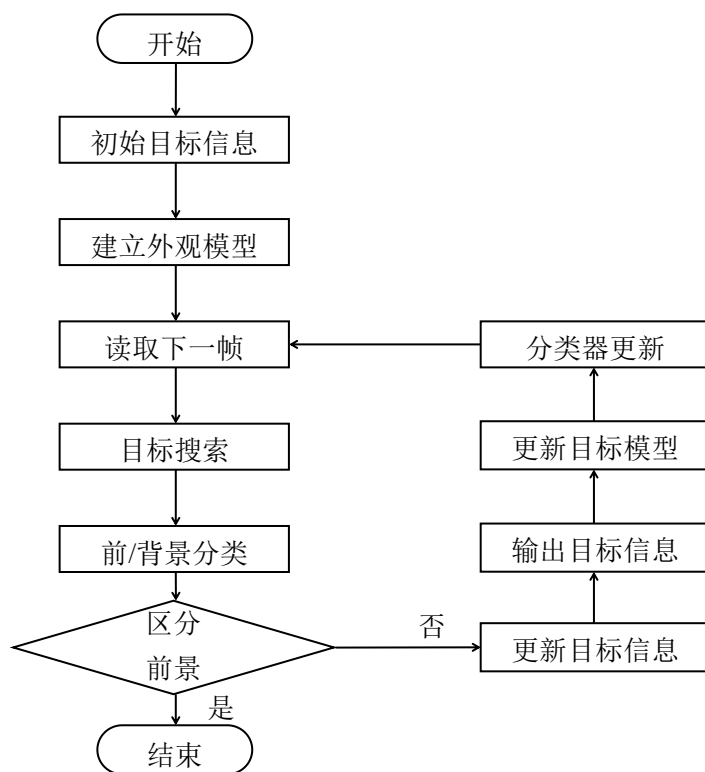 开始
初始目标信息
建立外观模型
读取下一帧
分类器更新
目标搜索
更新目标模型
前/背景分类
输出目标信息
区分
前景
否
更新目标信息
是
结束